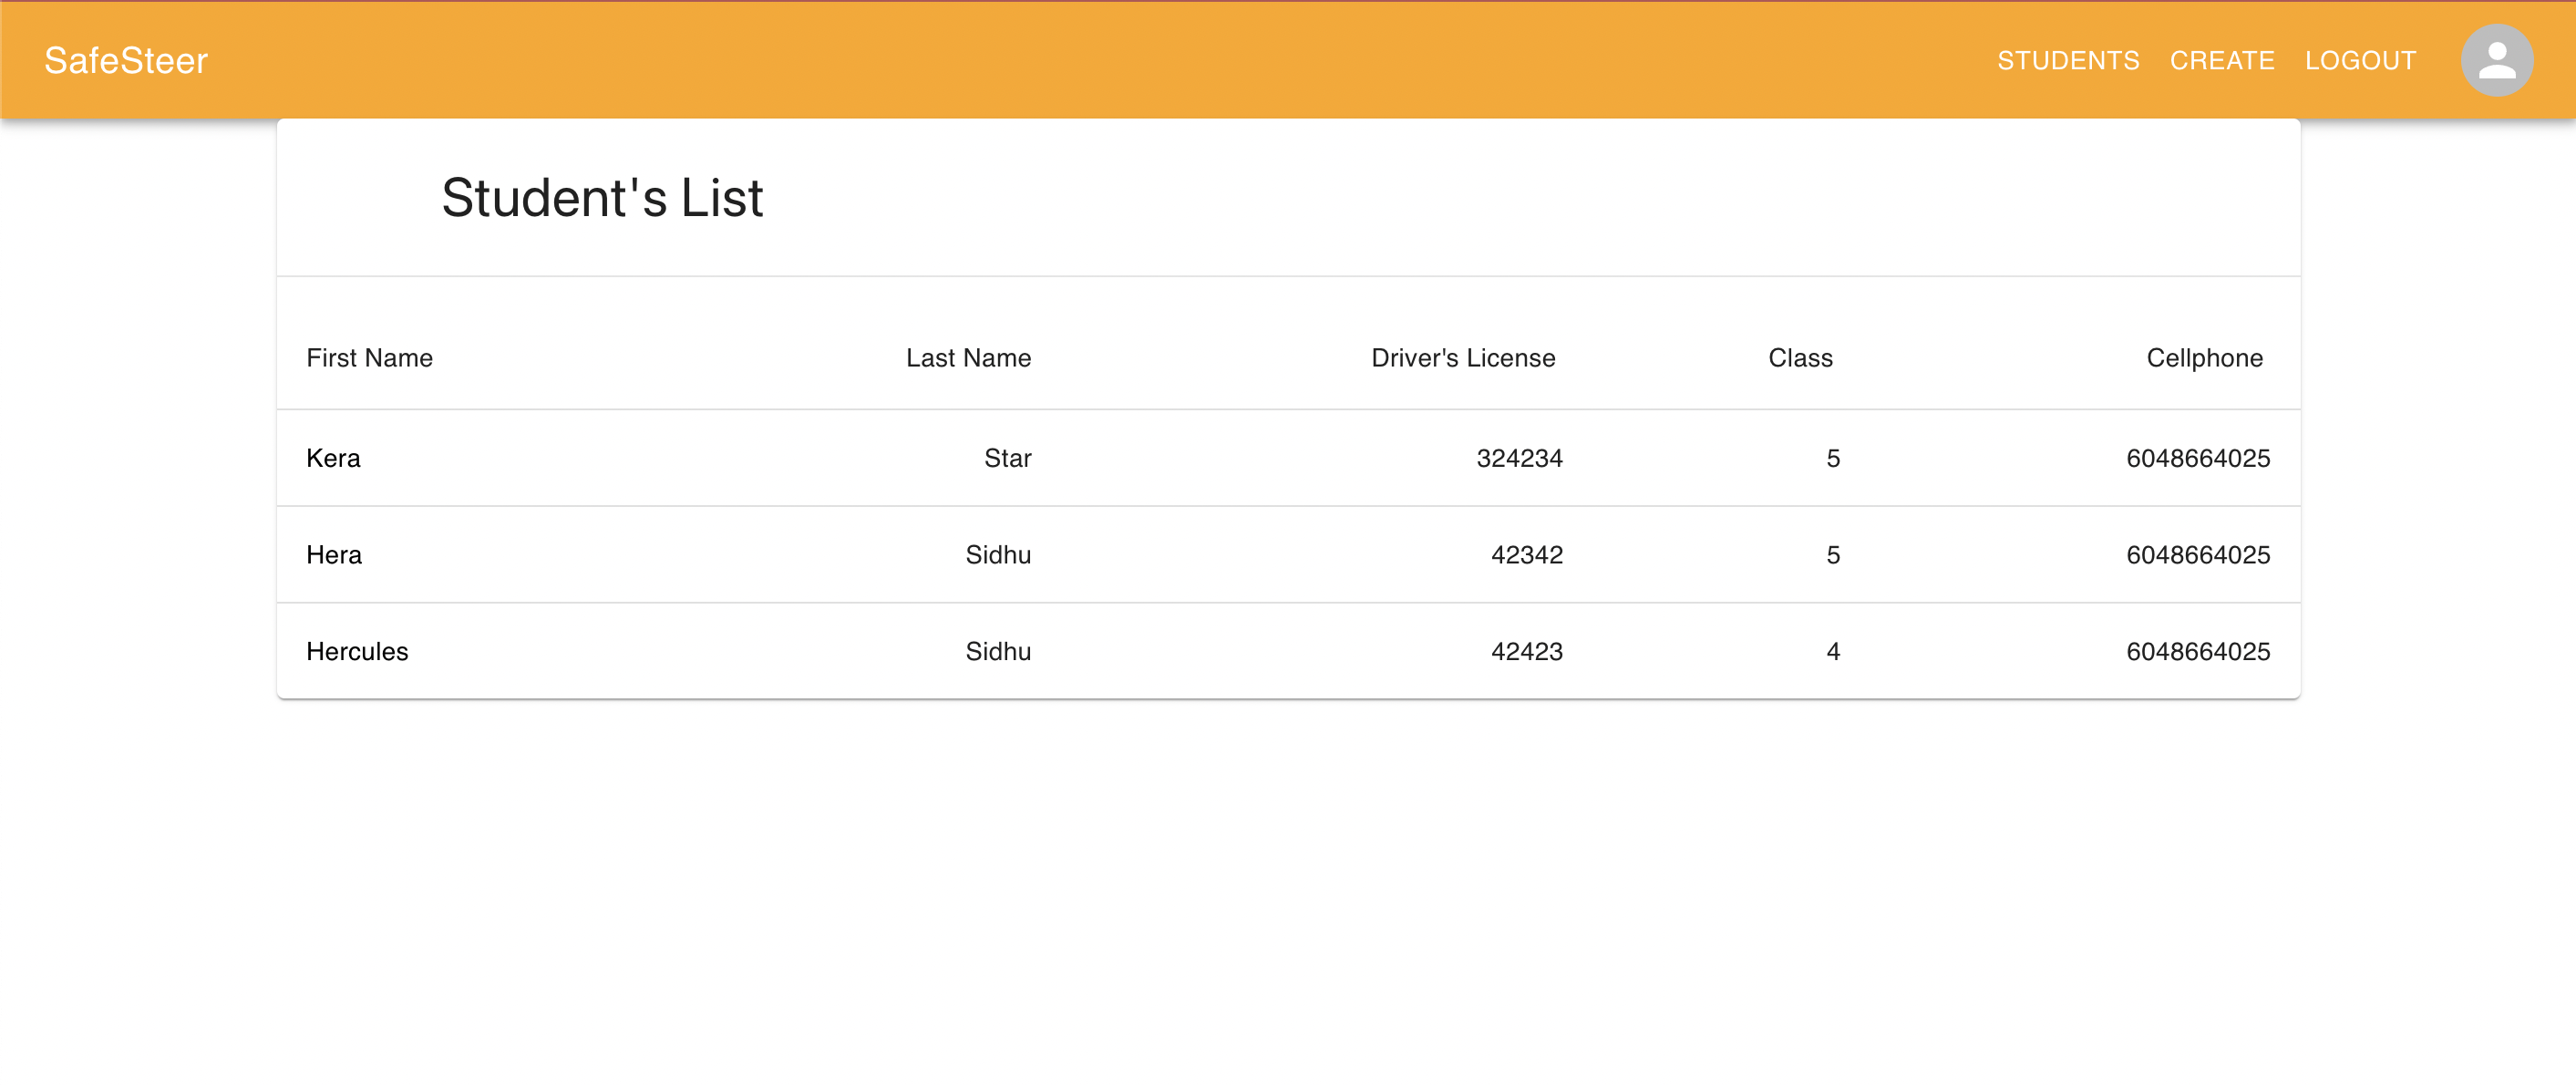 SafeSteer STUDENTS CREATE LOGOUT
Student's List
First Name Last Name Driver's License Class Cellphone
Kera Star 324234 5 6048664025
Hera Sidhu 42342 5 6048664025
Hercules Sidhu 42423 4 6048664025